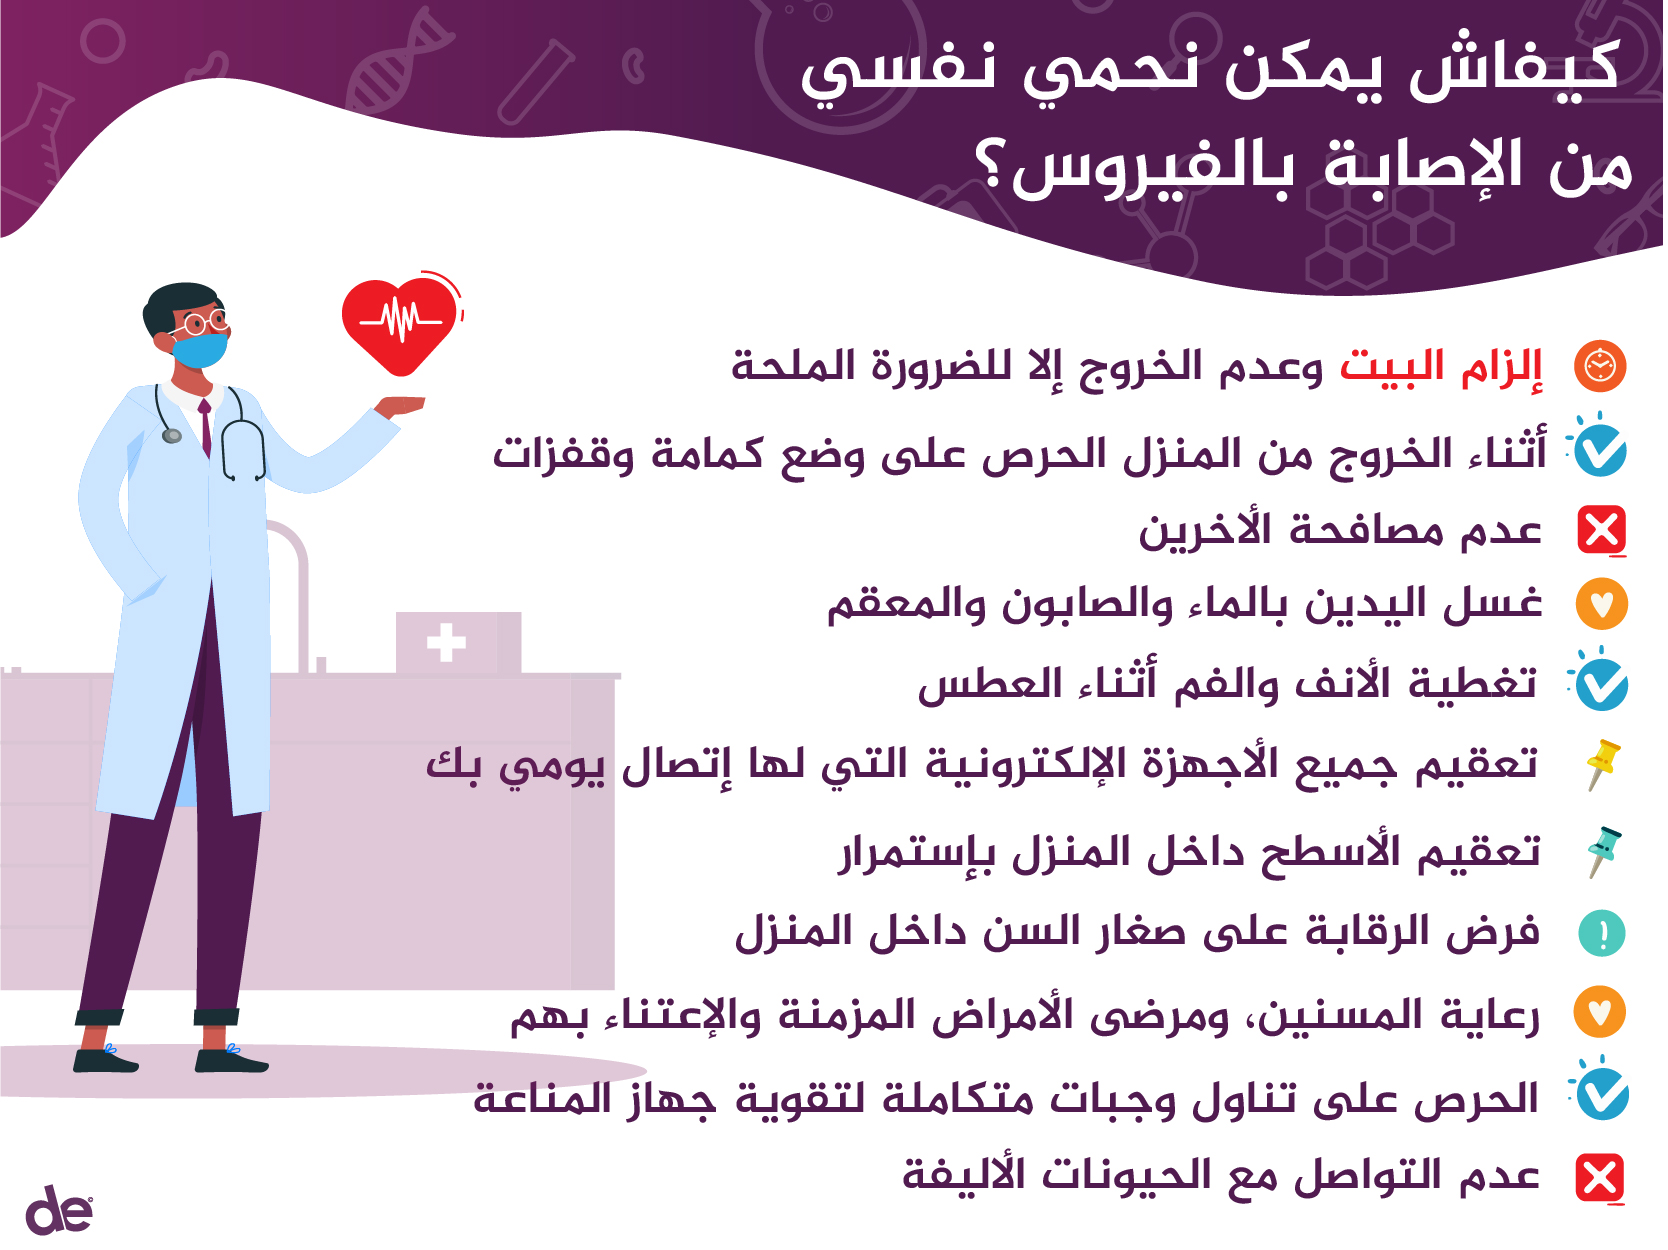 كيفاش يمكن نحمي نفسي
من الإصابة بالفيروس؟
إلزام البيت وعدم الخروج إلا للضرورة الملحة
أثناء الخروج من المنزل الحرص على وضع كمامة وقفزات
عدم مصافحة الأخرين
غسل اليدين بالماء والصابون والمعقم
تغطية الأنف والفم أثناء العطس
تعقيم جميع الأجهزة الإلكترونية التي لها إتصال يومي بك
تعقيم الأسطح داخل المنزل بإستمرار
فرض الرقابة على صغار السن داخل المنزل
رعاية المسنين، ومرضى الأمراض المزمنة والإعتناء بهم
الحرص على تناول وجبات متكاملة لتقوية جهاز المناعة
عدم التواصل مع الحيونات الأليفة
de